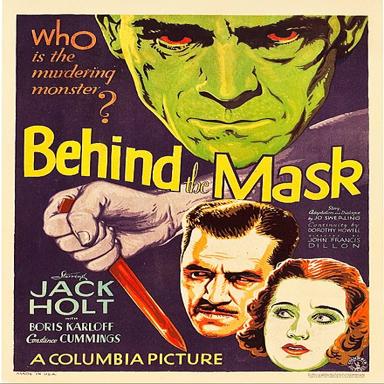 WHO
is the
murdering
monster?
Behind the Mask
Story,
Adaptation and Dialogue
by JO SWERLING
Continuity by
DOROTHY HOWELL
DIRECTED BY
JOHN FRANCIS
DILLON
Starring
JACK
HOLT
WITH
BORIS KARLOFF
Constance CUMMINGS
A COLUMBIA PICTURE
MADE IN U.S.A.